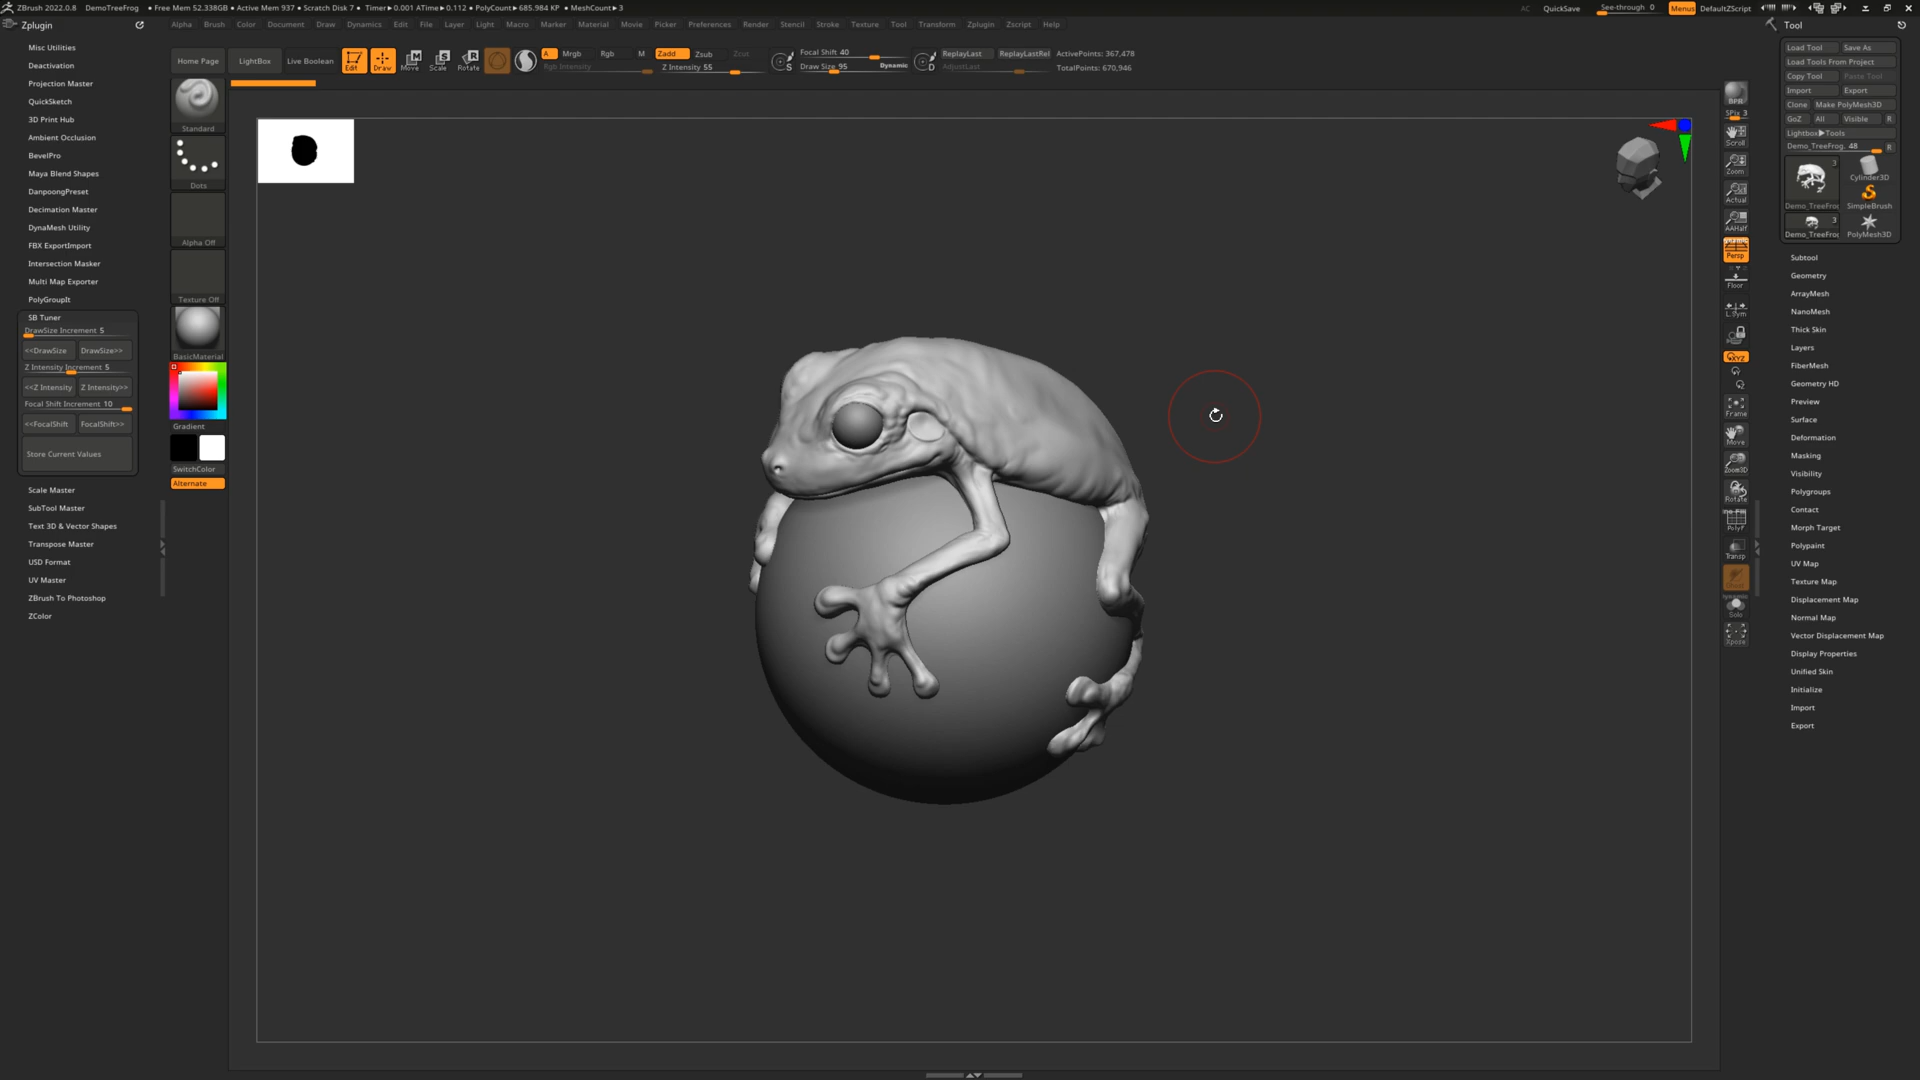 ZBrush 2022.0.8 DemoTreeFrog • Free Mem 52.338GB • Active Mem 937 • Scratch Disk 7 • Timer▶0.001 ATime▶0.112 • PolyCount▶685.984 KP • MeshCount▶3 AC QuickSave See-through 0 Menus DefaultZScript
Zplugin
Alpha Brush Color Document Draw Dynamics Edit File Layer Light Macro Marker Material Movie Picker Preferences Render Stencil Stroke Texture Tool Transform Zplugin Zscript Help
Tool
Misc Utilities
Deactivation
Projection Master
QuickSketch
3D Print Hub
Ambient Occlusion
BevelPro
Maya Blend Shapes
DanpoongPreset
Decimation Master
DynaMesh Utility
FBX ExportImport
Intersection Masker
Multi Map Exporter
PolyGroupIt
SB Tuner
DrawSize Increment 5
<<DrawSize DrawSize>>
Z Intensity Increment 5
<<Z Intensity Z Intensity>>
Focal Shift Increment 10
<<FocalShift FocalShift>>
Store Current Values
Scale Master
SubTool Master
Text 3D & Vector Shapes
Transpose Master
USD Format
UV Master
ZBrush To Photoshop
ZColor
Home Page LightBox Live Boolean Edit Draw Move Scale Rotate
A Mrgb Rgb M Zadd Zsub Zcut
Rgb Intensity Z Intensity 55
S Focal Shift 40
Draw Size 95 Dynamic
D ReplayLast ReplayLastRel
AdjustLast
ActivePoints: 367,478
TotalPoints: 670,946
Standard
Dots
Alpha Off
Texture Off
BasicMaterial
Gradient
SwitchColor
Alternate
BPR
SPix 3
Scroll
Zoom
Actual
AAHalf
Persp
Floor
L.Sym
XYZ
Frame
Move
Zoom3D
Rotate
PolyF
Transp
Solo
Xpose
Load Tool Save As
Load Tools From Project
Copy Tool Paste Tool
Import Export
Clone Make PolyMesh3D
GoZ All Visible R
Lightbox▶Tools
Demo_TreeFrog. 48 R
3
Demo_TreeFrog Cylinder3D
SimpleBrush
3
Demo_TreeFrog PolyMesh3D
Subtool
Geometry
ArrayMesh
NanoMesh
Thick Skin
Layers
FiberMesh
Geometry HD
Preview
Surface
Deformation
Masking
Visibility
Polygroups
Contact
Morph Target
Polypaint
UV Map
Texture Map
Displacement Map
Normal Map
Vector Displacement Map
Display Properties
Unified Skin
Initialize
Import
Export